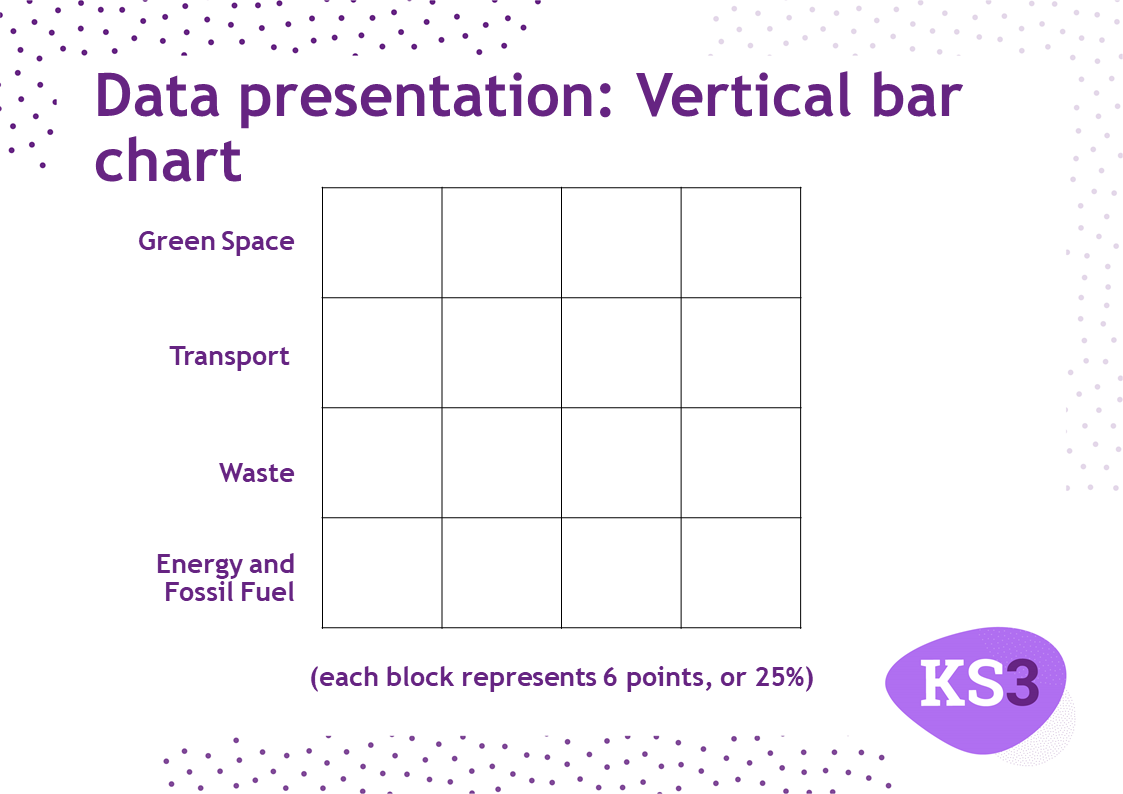 Data presentation: Vertical bar
chart
Green Space
Transport
Waste
Energy and
Fossil Fuel
(each block represents 6 points, or 25%)
KS3